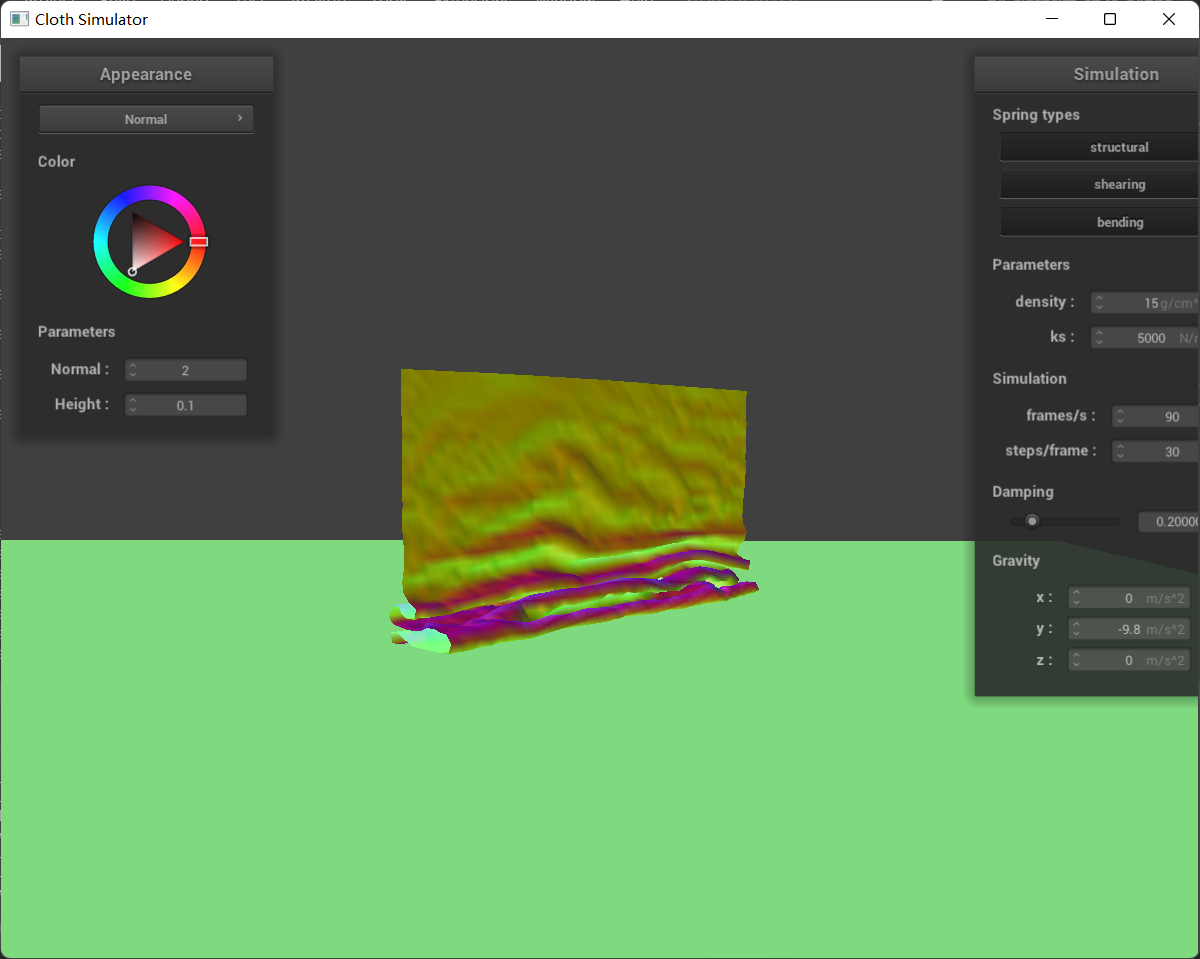 Cloth Simulator
Appearance
Normal
Color
Parameters
Normal :
2
Height :
0.1
Simulation
Spring types
structural
shearing
bending
Parameters
density :
15 g/cm^
ks :
5000 N/
Simulation
frames/s :
90
steps/frame :
30
Damping
0.2000
Gravity
x :
0 m/s^2
y :
-9.8 m/s^2
z :
0 m/s^2